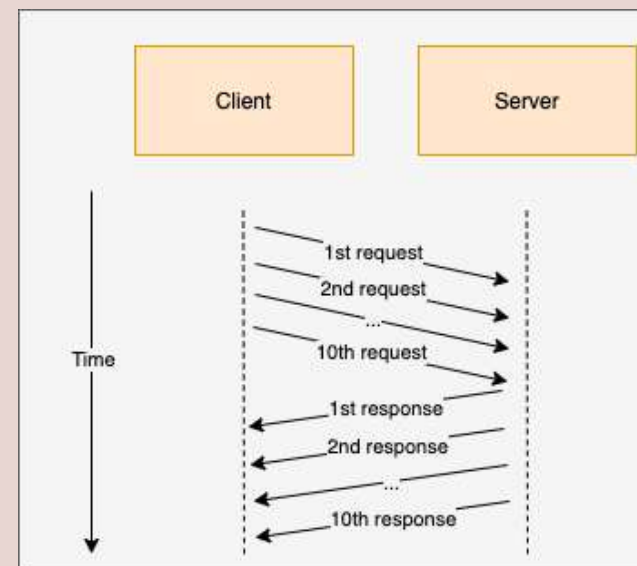 Client
Server
1st request
2nd request
...
10th request
Time
1st response
2nd response
...
10th response